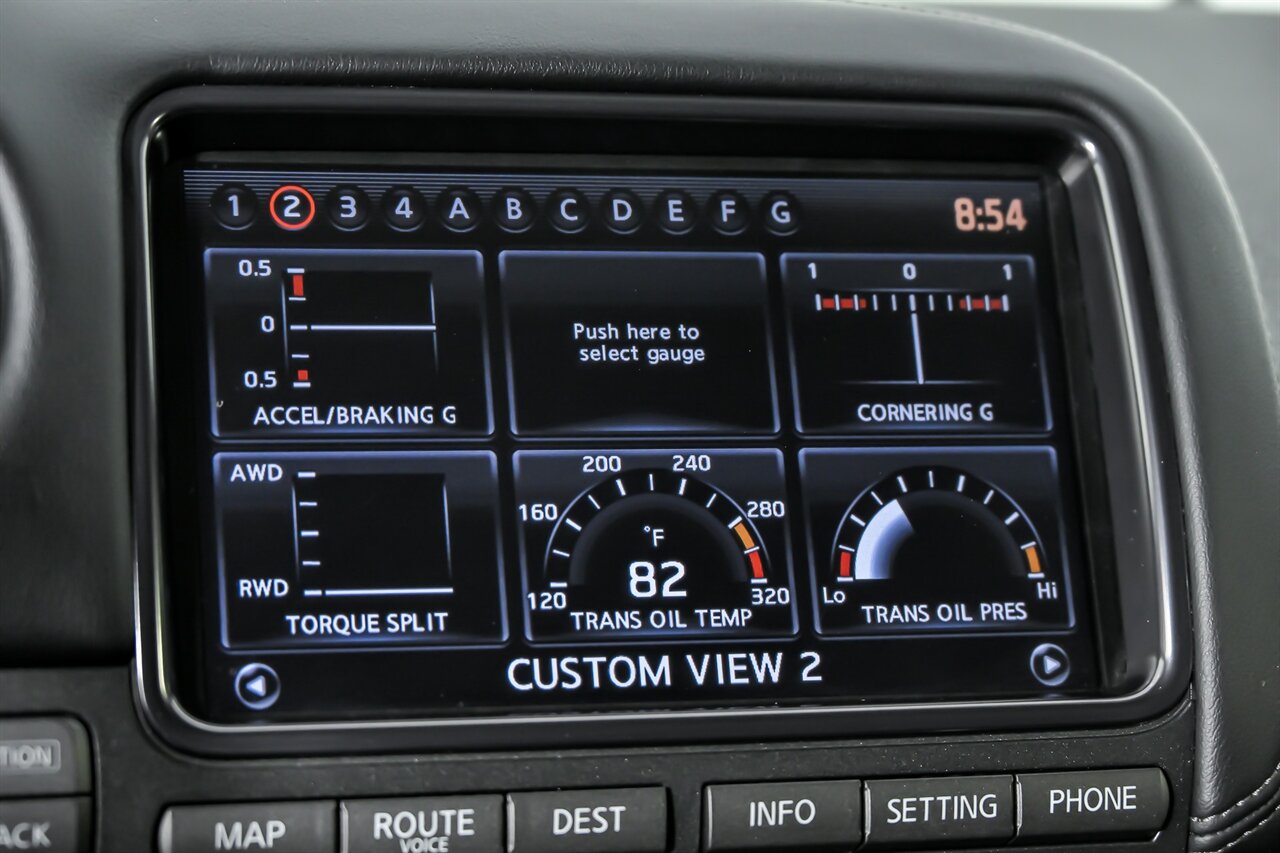 1 2 3 4 A B C D E F G 8:54
0.5
0
0.5
ACCEL/BRAKING G
Push here to
select gauge
1 0 1
CORNERING G
AWD
RWD
TORQUE SPLIT
200 240
160 280
°F
82
120 320
TRANS OIL TEMP
Lo Hi
TRANS OIL PRES
CUSTOM VIEW 2
TION
ACK
MAP
ROUTE
VOICE
DEST
INFO
SETTING
PHONE